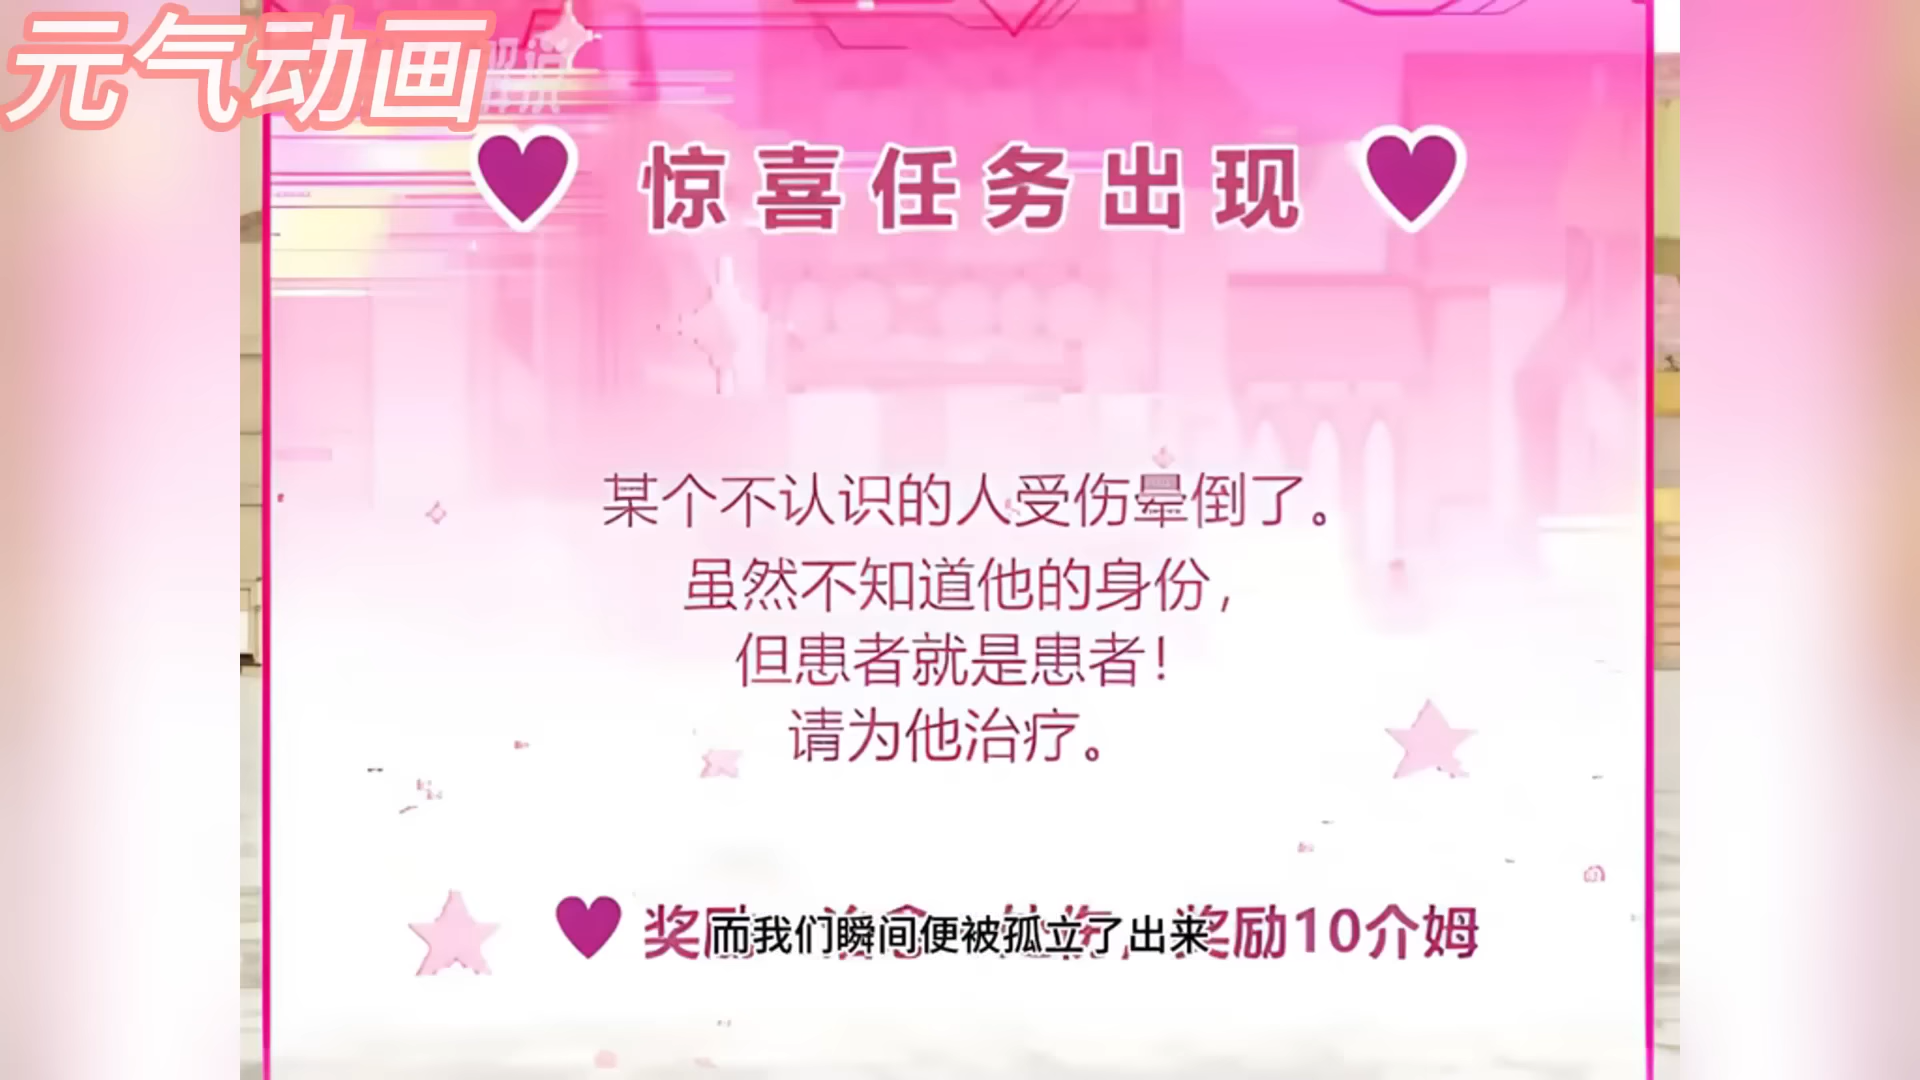 元气动画
惊喜任务出现
某个不认识的人受伤晕倒了。
虽然不知道他的身份，
但患者就是患者！
请为他治疗。
奖励 奖励10介姆
而我们瞬间便被孤立了出来